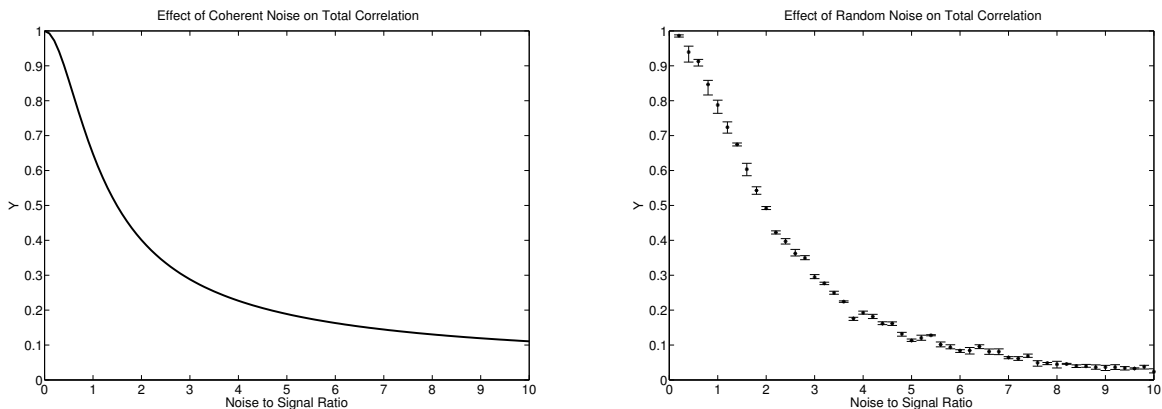 Effect of Coherent Noise on Total Correlation
1
0.9
0.8
0.7
0.6
0.5
0.4
0.3
0.2
0.1
0
Y
0 1 2 3 4 5 6 7 8 9 10
Noise to Signal Ratio
Effect of Random Noise on Total Correlation
1
0.9
0.8
0.7
0.6
0.5
0.4
0.3
0.2
0.1
0
Y
0 1 2 3 4 5 6 7 8 9 10
Noise to Signal Ratio